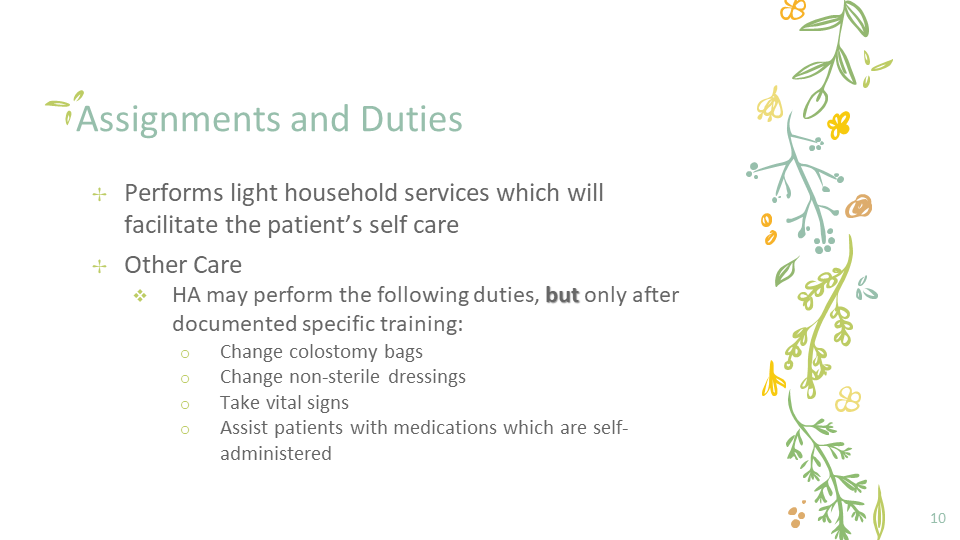 Assignments and Duties
Performs light household services which will
facilitate the patient’s self care
Other Care
HA may perform the following duties, but only after
documented specific training:
Change colostomy bags
Change non-sterile dressings
Take vital signs
Assist patients with medications which are self-
administered
10